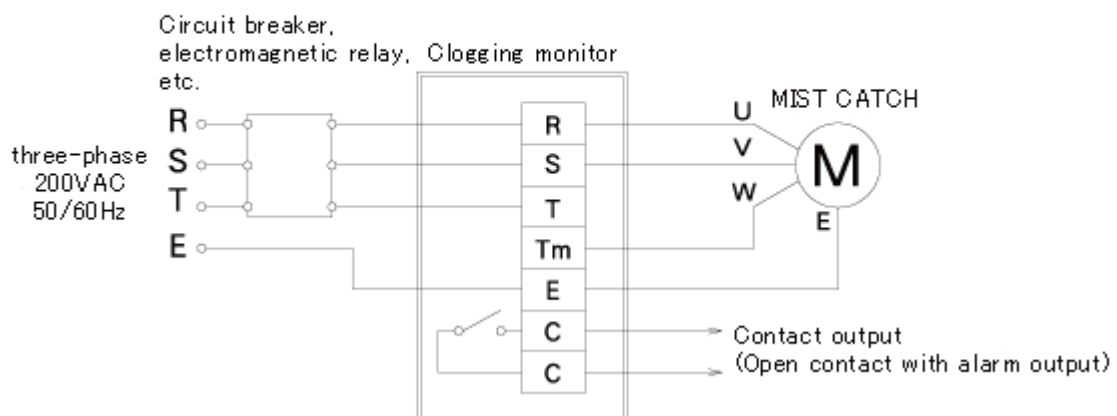 Circuit breaker,
electromagnetic relay, Clogging monitor
etc.
MIST CATCH
three-phase
200VAC
50/60Hz
R
S
T
E
R
S
T
Tm
E
C
C
U
V
W
E
M
Contact output
(Open contact with alarm output)